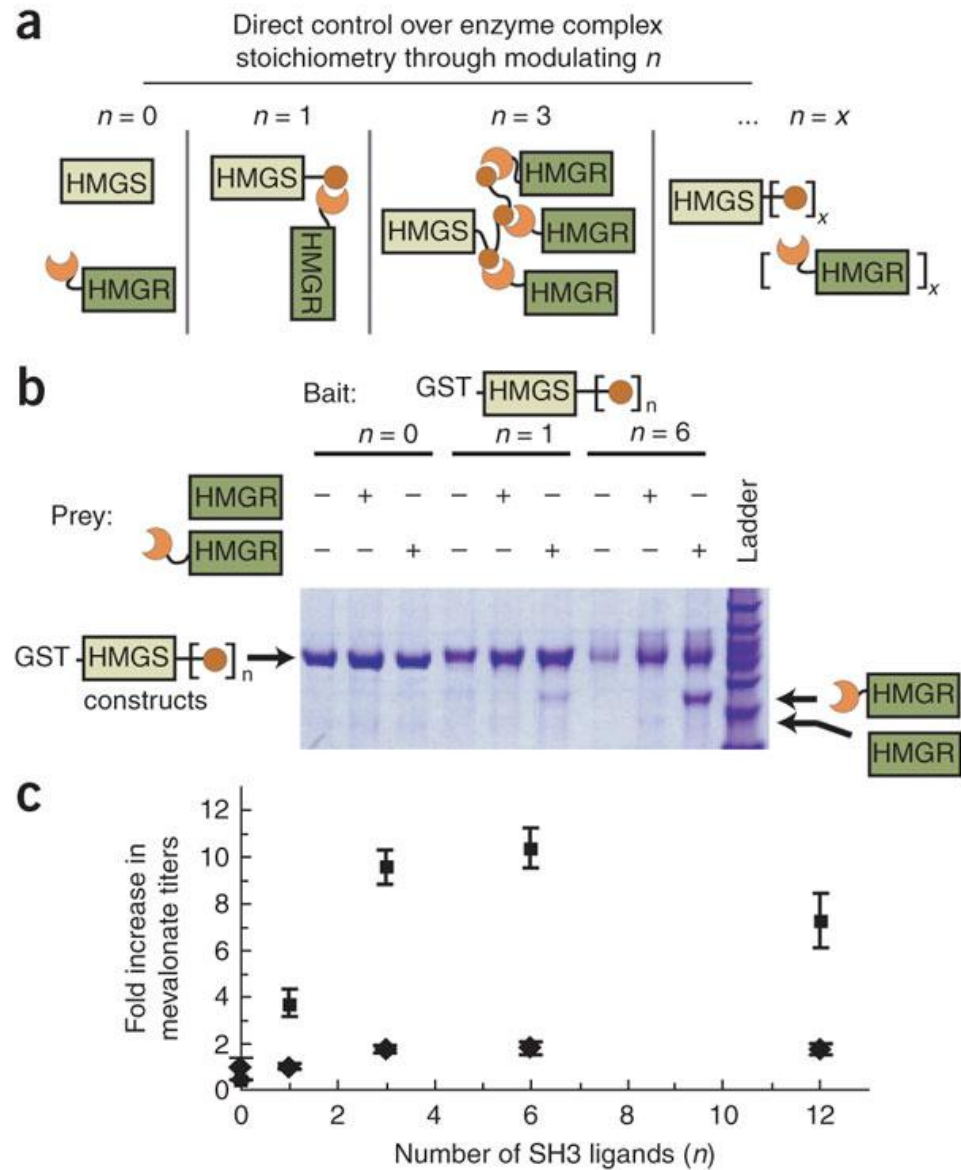 a
Direct control over enzyme complex
stoichiometry through modulating n
n = 0
n = 1
n = 3
... n = x
HMGS
HMGR
HMGS
HMGR
HMGS
HMGR
HMGR
HMGR
HMGS
[ ]x
[ HMGR ]x
b
Bait:
GST HMGS [ ]n
n = 0
n = 1
n = 6
Prey:
HMGR
– + – – + – – + –
HMGR
– – + – – + – – +
Ladder
GST HMGS [ ]n
constructs
HMGR
HMGR
c
Fold increase in
mevalonate titers
12
10
8
6
4
2
0
0 2 4 6 8 10 12
Number of SH3 ligands (n)